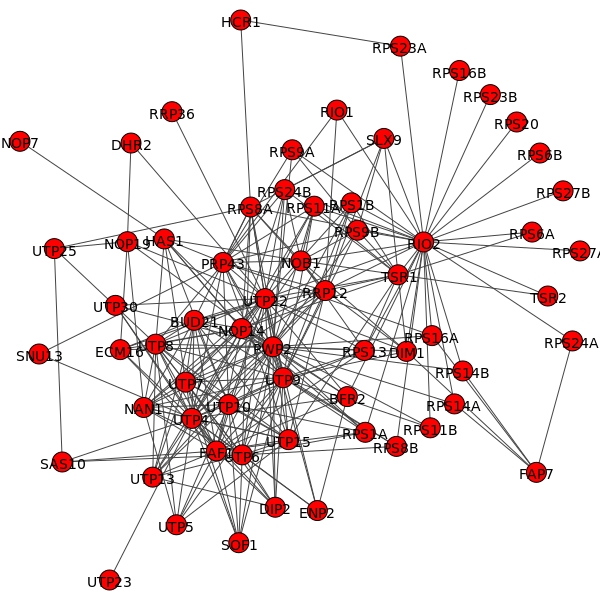 HCR1
RPS23A
RPS16B
RPS23B
RRP36
RIO1
RPS20
NOP7
DHR2
SLX9
RPS9A
RPS6B
RPS24B
RPS27B
RPS8A
RPS11A
RPS1B
RPS6A
RPS9B
UTP25
NOP19
HAS1
RIO2
RPS27A
PRP43
NOB1
TSR1
RRP12
TSR2
UTP22
UTP30
BUD21
NOP14
RPS16A
RPS24A
SNU13
ECM16
UTP8
PWP2
RPS13
DIM1
RPS14B
UTP7
UTP9
NAN1
UTP10
BFR2
RPS14A
UTP4
RPS11B
RPS1A
UTP15
RPS8B
FAF1
UTP6
SAS10
UTP13
FAP7
DIP2
ENP2
UTP5
SOF1
UTP23